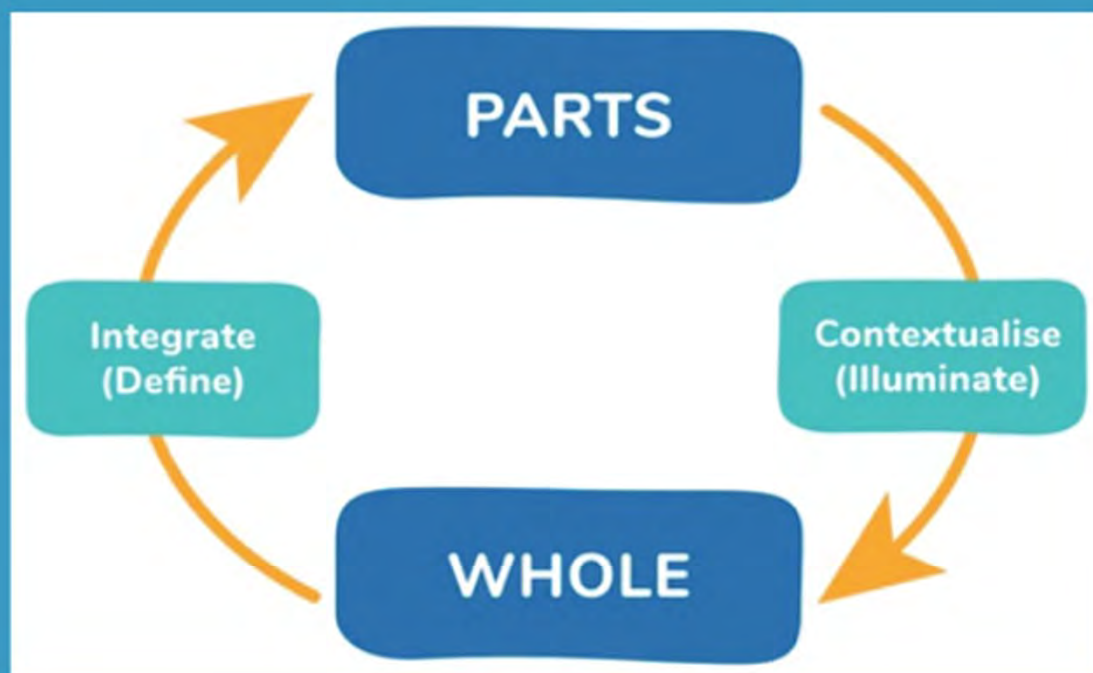 PARTS
Integrate
(Define)
Contextualise
(Illuminate)
WHOLE